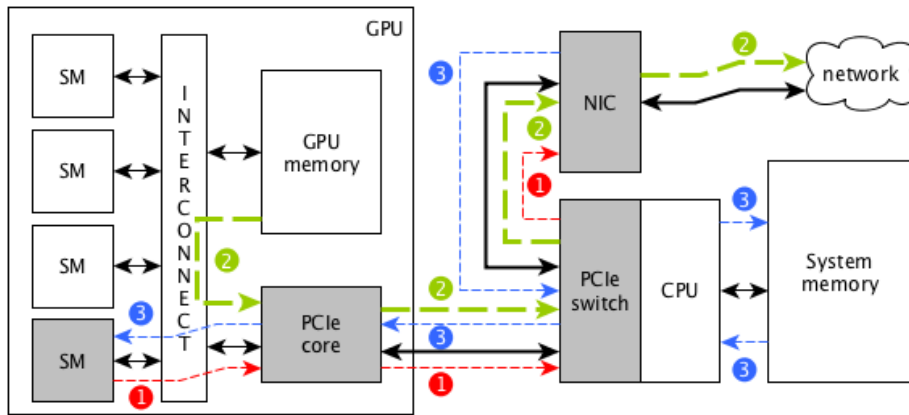 GPU
SM
SM
SM
SM
INTERCONNECT
GPU
memory
PCIe
core
NIC
network
PCIe
switch
CPU
System
memory
3
2
2
1
3
2
2
3
3
1
1
3